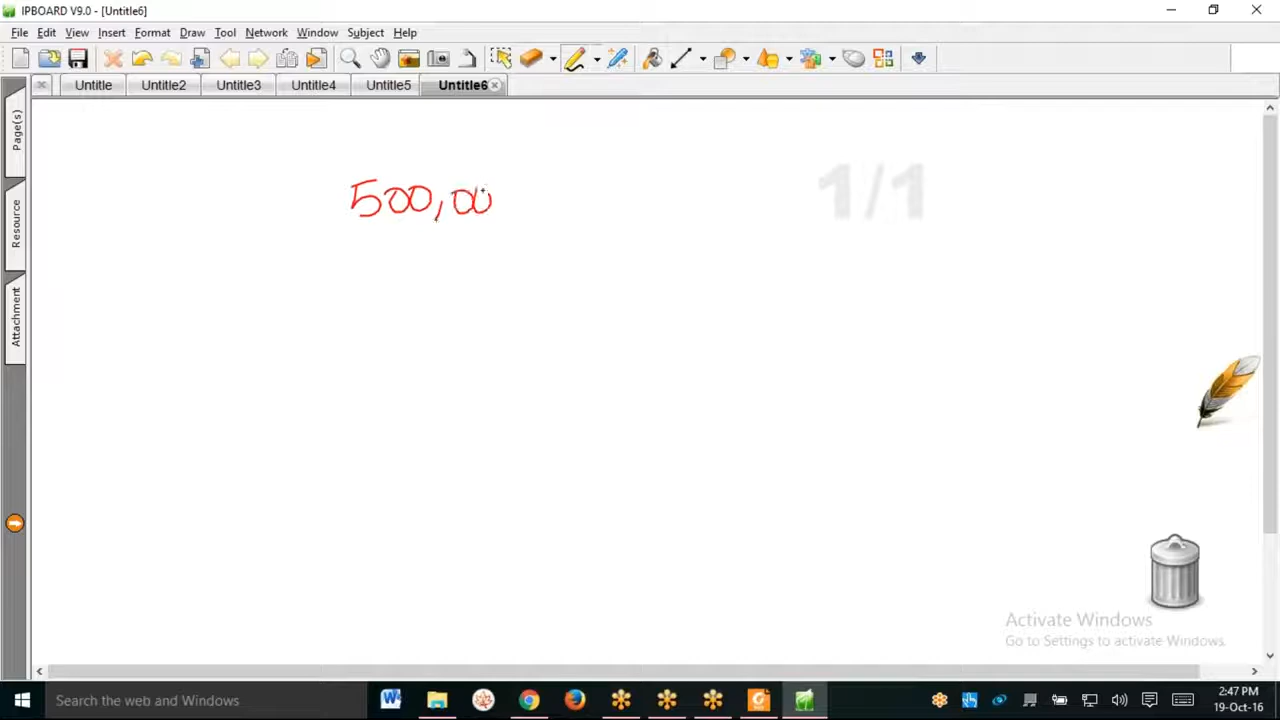 IPBOARD V9.0 - [Untitle6]
File Edit View Insert Format Draw Tool Network Window Subject Help
Untitle Untitle2 Untitle3 Untitle4 Untitle5 Untitle6
Page(s)
Resource
Attachment
500,00
1/1
Activate Windows
Go to Settings to activate Windows.
Search the web and Windows
2:47 PM
19-Oct-16